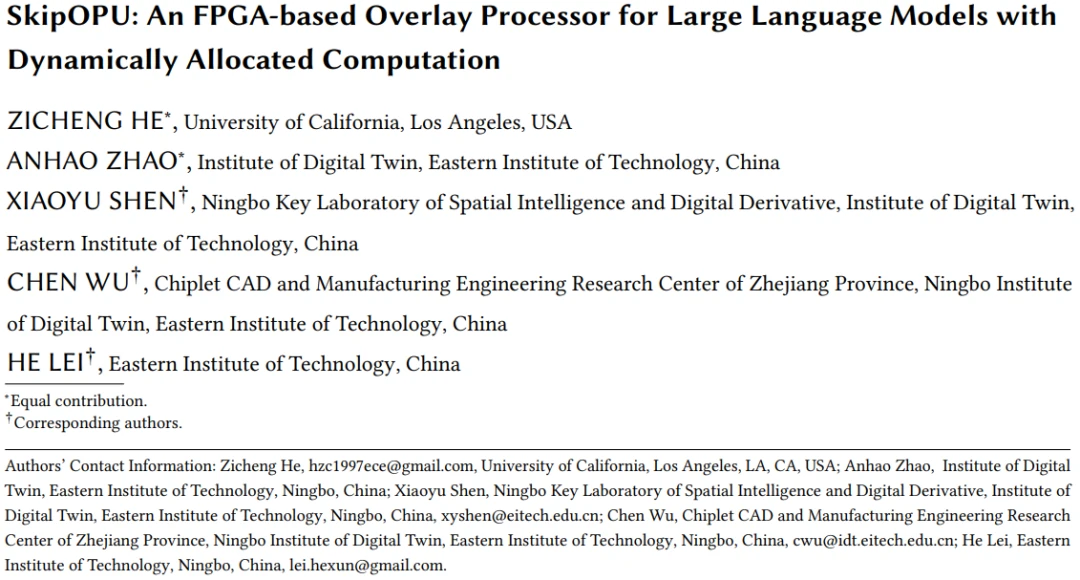 SkipOPU: An FPGA-based Overlay Processor for Large Language Models with
Dynamically Allocated Computation
ZICHENG HE*, University of California, Los Angeles, USA
ANHAO ZHAO*, Institute of Digital Twin, Eastern Institute of Technology, China
XIAOYU SHEN†, Ningbo Key Laboratory of Spatial Intelligence and Digital Derivative, Institute of Digital Twin,
Eastern Institute of Technology, China
CHEN WU†, Chiplet CAD and Manufacturing Engineering Research Center of Zhejiang Province, Ningbo Institute
of Digital Twin, Eastern Institute of Technology, China
HE LEI†, Eastern Institute of Technology, China
*Equal contribution.
†Corresponding authors.
Authors' Contact Information: Zicheng He, hzc1997ece@gmail.com, University of California, Los Angeles, LA, CA, USA; Anhao Zhao, Institute of Digital
Twin, Eastern Institute of Technology, Ningbo, China; Xiaoyu Shen, Ningbo Key Laboratory of Spatial Intelligence and Digital Derivative, Institute of
Digital Twin, Eastern Institute of Technology, Ningbo, China, xyshen@eitech.edu.cn; Chen Wu, Chiplet CAD and Manufacturing Engineering Research
Center of Zhejiang Province, Ningbo Institute of Digital Twin, Eastern Institute of Technology, Ningbo, China, cwu@idt.eitech.edu.cn; He Lei, Eastern
Institute of Technology, Ningbo, China, lei.hexun@gmail.com.